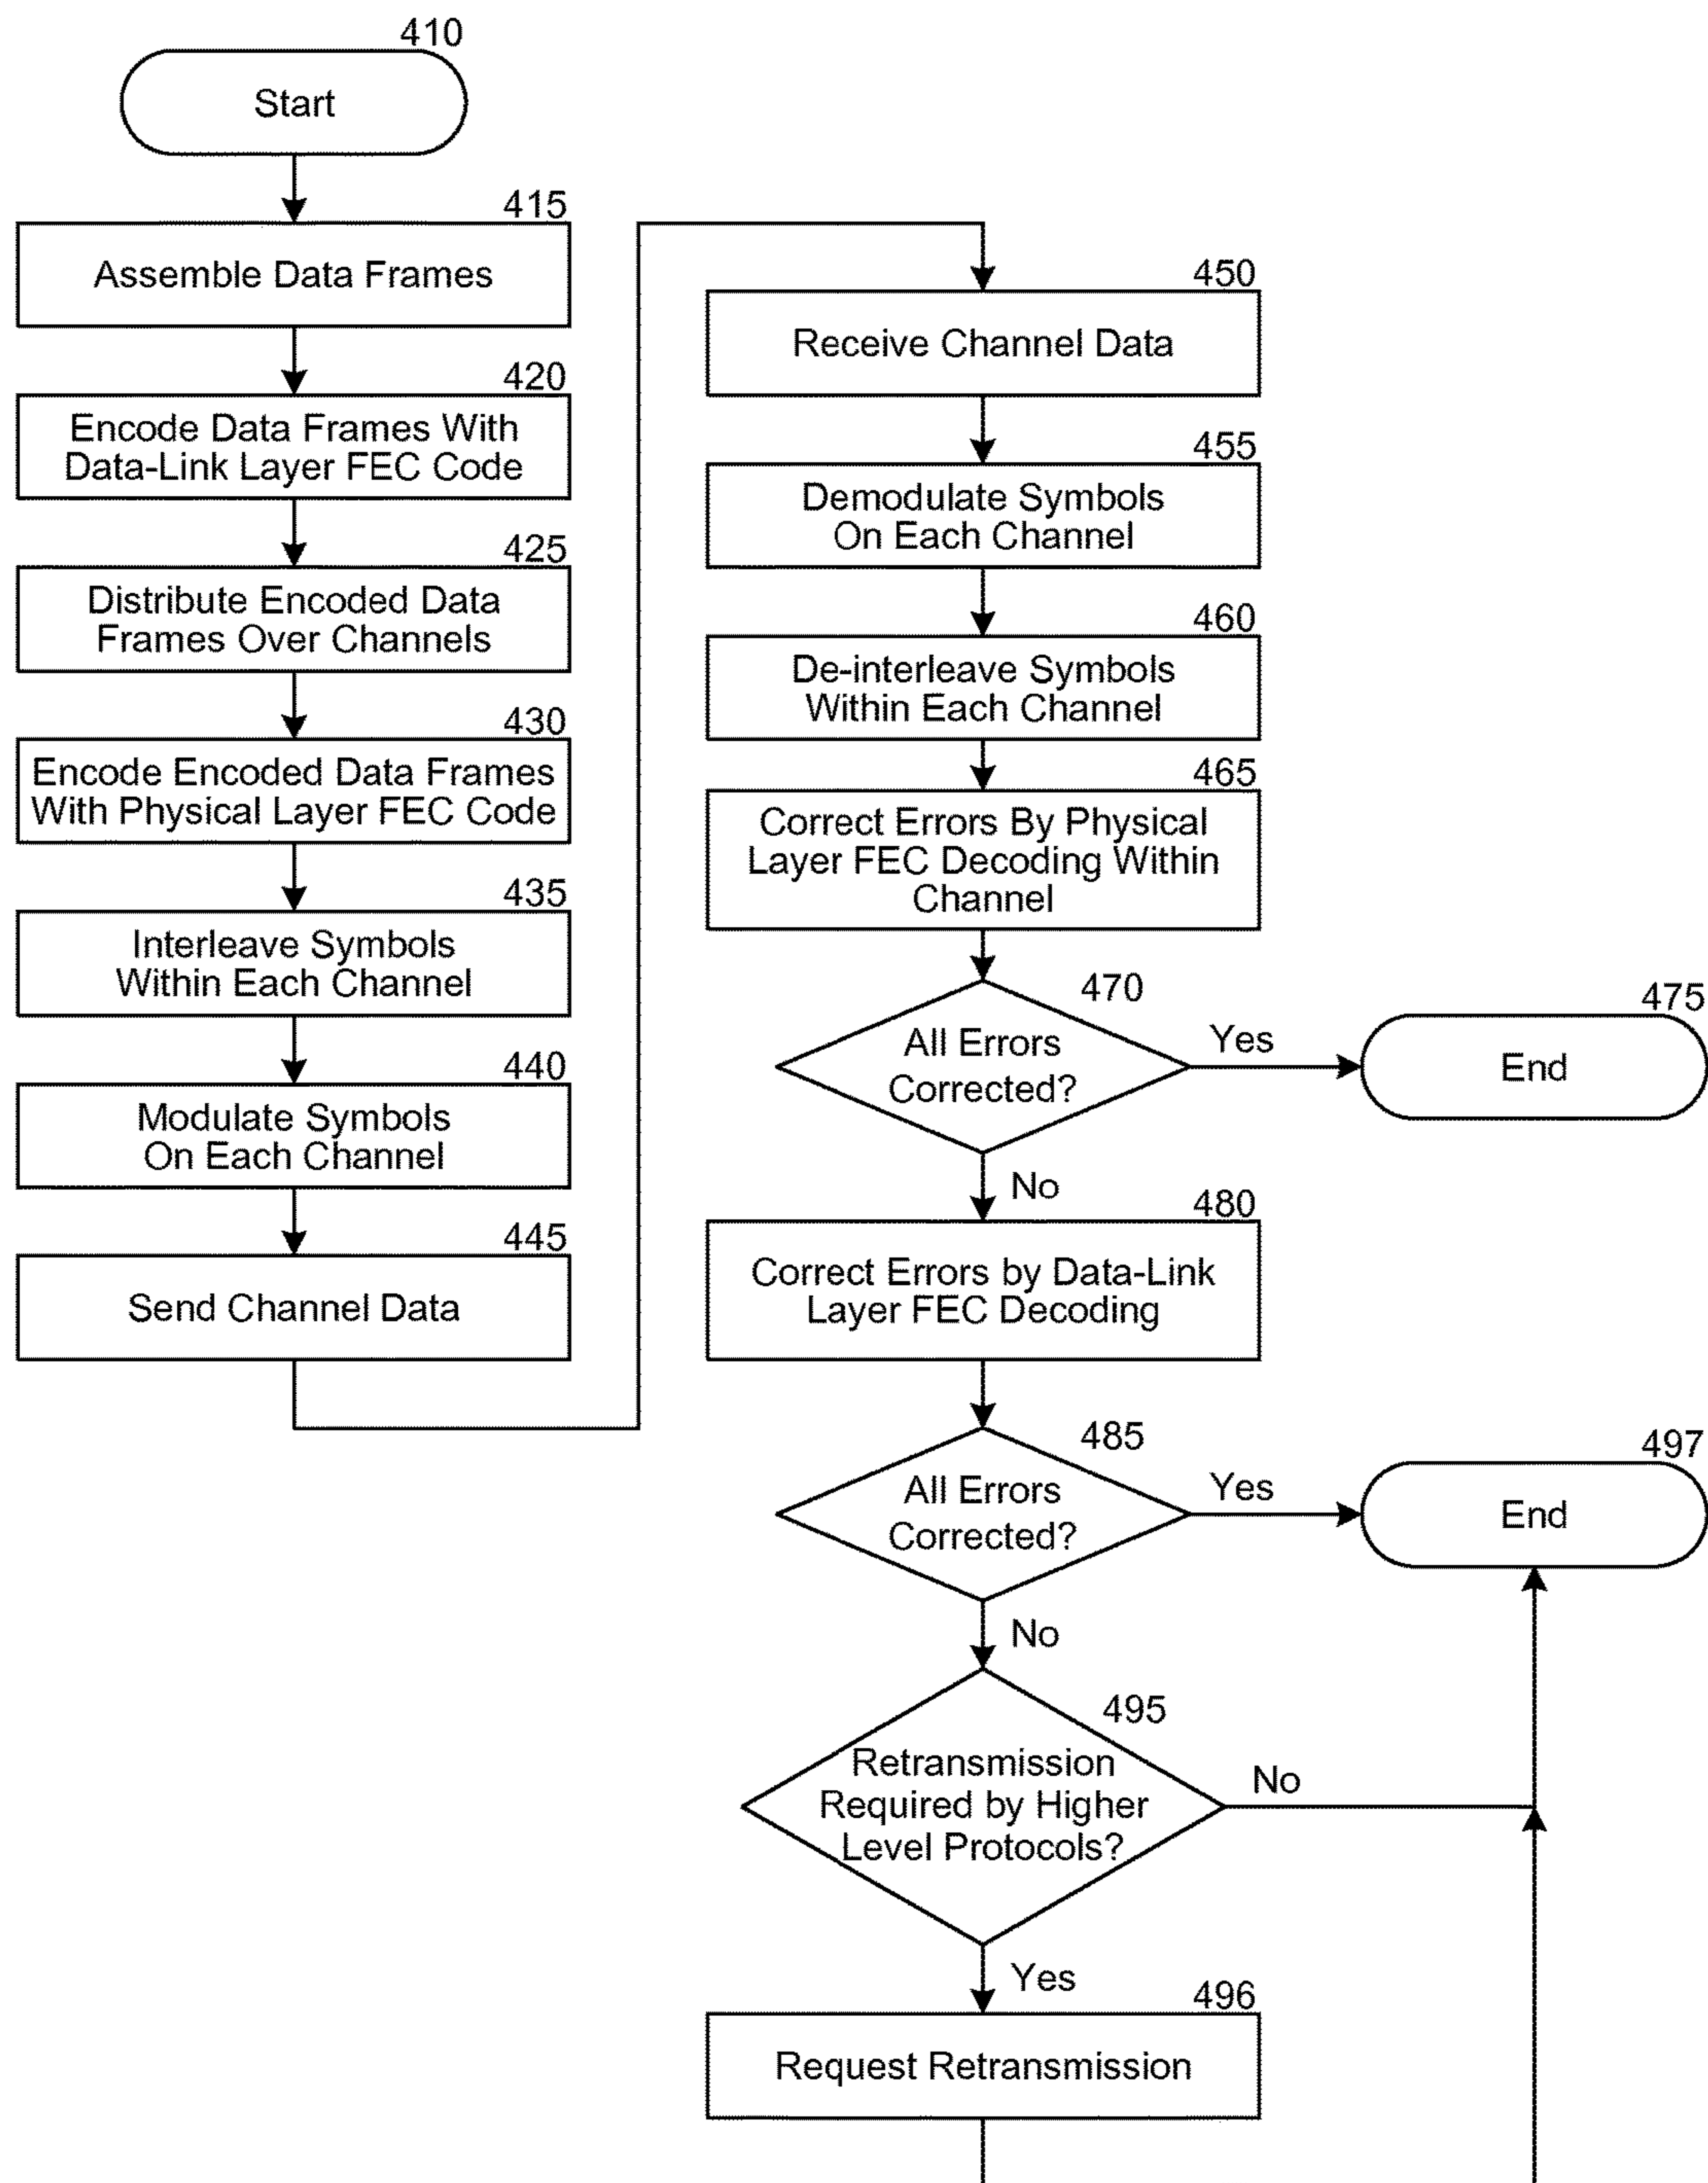 410
Start
415
Assemble Data Frames
420
Encode Data Frames With
Data-Link Layer FEC Code
425
Distribute Encoded Data
Frames Over Channels
430
Encode Encoded Data Frames
With Physical Layer FEC Code
435
Interleave Symbols
Within Each Channel
440
Modulate Symbols
On Each Channel
445
Send Channel Data
450
Receive Channel Data
455
Demodulate Symbols
On Each Channel
460
De-interleave Symbols
Within Each Channel
465
Correct Errors By Physical
Layer FEC Decoding Within
Channel
470
All Errors
Corrected?
Yes
475
End
No
480
Correct Errors by Data-Link
Layer FEC Decoding
485
All Errors
Corrected?
Yes
497
End
No
495
Retransmission
Required by Higher
Level Protocols?
No
Yes
496
Request Retransmission